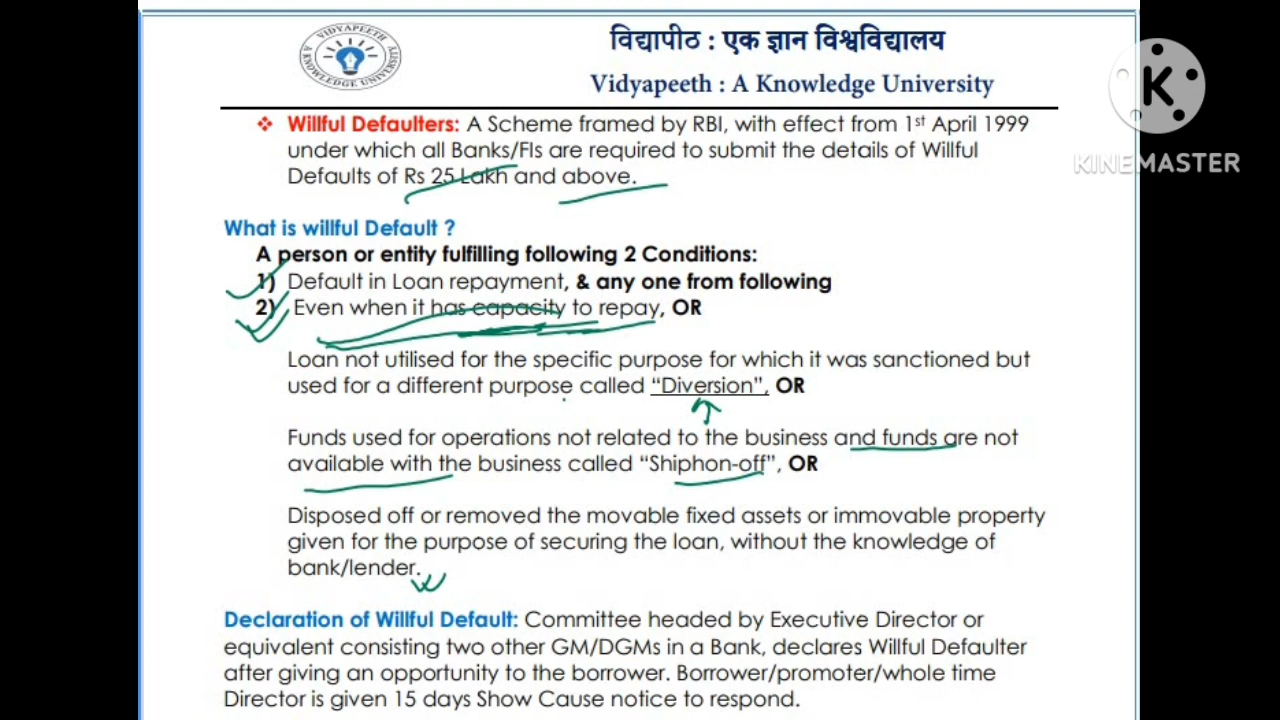 विद्यापीठ : एक ज्ञान विश्वविद्यालय
VIDYAPEETH
A KNOWLEDGE UNIVERSITY
Vidyapeeth : A Knowledge University
K
KINEMASTER
❖ Willful Defaulters: A Scheme framed by RBI, with effect from 1st April 1999
under which all Banks/FIs are required to submit the details of Willful
Defaults of Rs 25 Lakh and above.
What is willful Default ?
A person or entity fulfilling following 2 Conditions:
1) Default in Loan repayment, & any one from following
2) Even when it has capacity to repay, OR
Loan not utilised for the specific purpose for which it was sanctioned but
used for a different purpose called “Diversion”, OR
Funds used for operations not related to the business and funds are not
available with the business called “Shiphon-off”, OR
Disposed off or removed the movable fixed assets or immovable property
given for the purpose of securing the loan, without the knowledge of
bank/lender.
Declaration of Willful Default: Committee headed by Executive Director or
equivalent consisting two other GM/DGMs in a Bank, declares Willful Defaulter
after giving an opportunity to the borrower. Borrower/promoter/whole time
Director is given 15 days Show Cause notice to respond.